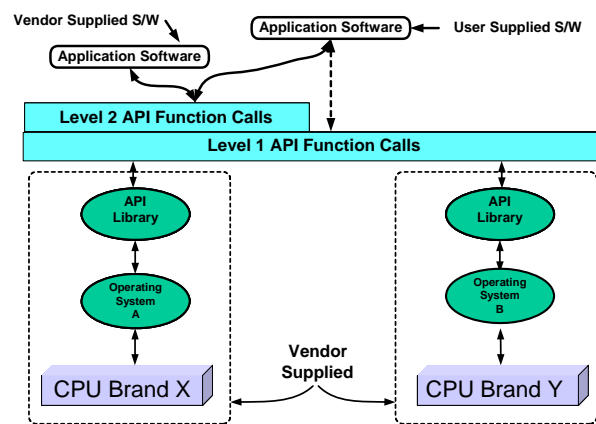 Vendor Supplied S/W
Application Software
User Supplied S/W
Application Software
Level 2 API Function Calls
Level 1 API Function Calls
API
Library
Operating
System
A
CPU Brand X
Vendor
Supplied
API
Library
Operating
System
B
CPU Brand Y